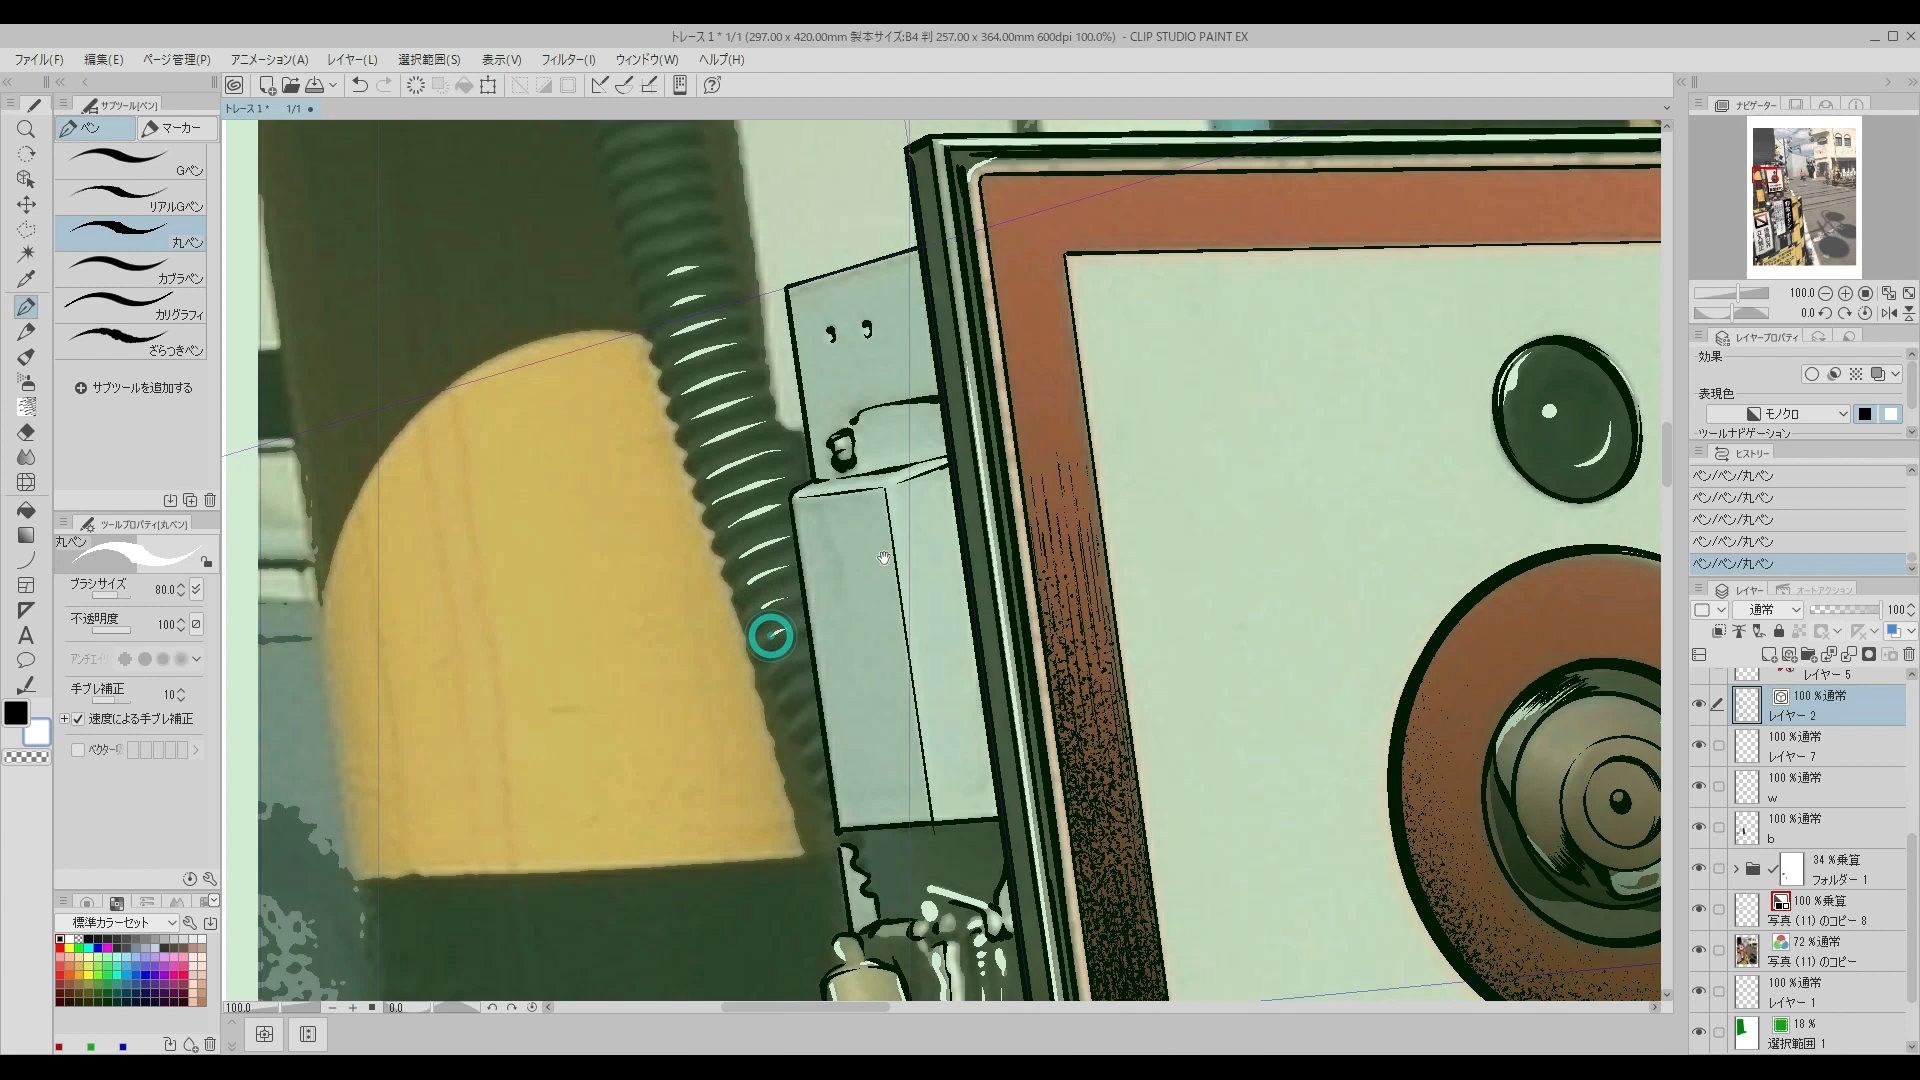 トレース 1 * 1/1 (297.00 x 420.00mm 製本サイズ:B4 判 257.00 x 364.00mm 600dpi 100.0%)  - CLIP STUDIO PAINT EX
ファイル(F) 編集(E) ページ管理(P) アニメーション(A) レイヤー(L) 選択範囲(S) 表示(V) フィルター(I) ウィンドウ(W) ヘルプ(H)
サブツール[ペン]
トレース 1 * 1/1
ペン マーカー
Gペン
リアルGペン
丸ペン
カブラペン
カリグラフィ
ざらつきペン
サブツールを追加する
ツールプロパティ[丸ペン]
丸ペン
ブラシサイズ 80.0
不透明度 100
手ブレ補正 10
速度による手ブレ補正
標準カラーセット
100.0 0.0
ナビゲーター
100.0
0.0
レイヤープロパティ
効果
表現色
モノクロ
ツールナビゲーション
ヒストリー
ペン/ペン/丸ペン
ペン/ペン/丸ペン
ペン/ペン/丸ペン
ペン/ペン/丸ペン
ペン/ペン/丸ペン
レイヤー オートアクション
通常 100
レイヤー 5
100 %通常
レイヤー 2
100 %通常
レイヤー 7
100 %通常
w
100 %通常
b
34 %乗算
フォルダー 1
100 %乗算
写真 (11) のコピー 8
72 %通常
写真 (11) のコピー
100 %通常
レイヤー 1
18 %
選択範囲 1